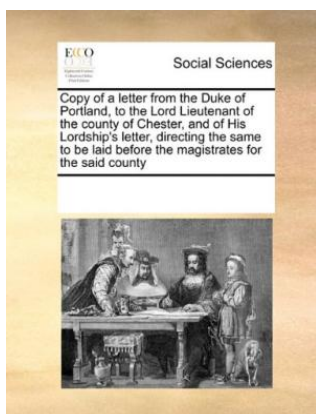 ECCO
Social Sciences
Copy of a letter from the Duke of
Portland, to the Lord Lieutenant of
the county of Chester, and of His
Lordship's letter, directing the same
to be laid before the magistrates for
the said county